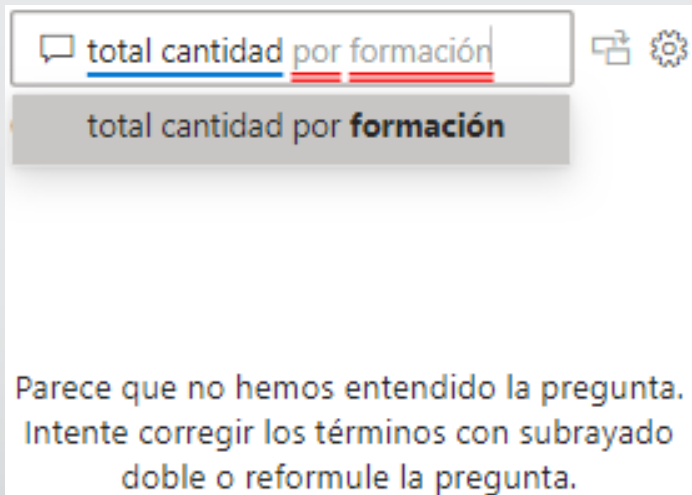 total cantidad por formación
total cantidad por formación
Parece que no hemos entendido la pregunta.
Intente corregir los términos con subrayado
doble o reformule la pregunta.